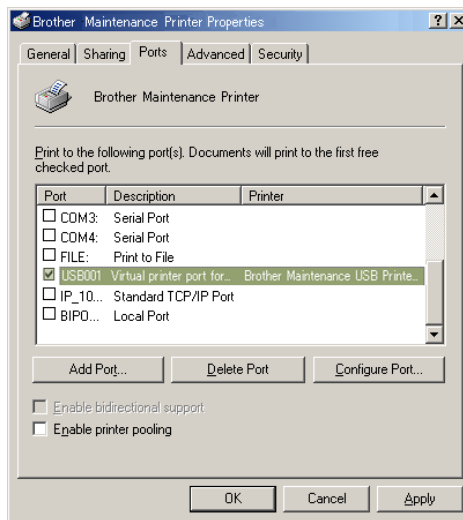 Brother Maintenance Printer Properties
General Sharing Ports Advanced Security
Brother Maintenance Printer
Print to the following port(s). Documents will print to the first free
checked port.
Port Description Printer
COM3: Serial Port
COM4: Serial Port
FILE: Print to File
USB001 Virtual printer port for... Brother Maintenance USB Printe...
IP_10... Standard TCP/IP Port
BIPO... Local Port
Add Port... Delete Port Configure Port...
Enable bidirectional support
Enable printer pooling
OK Cancel Apply